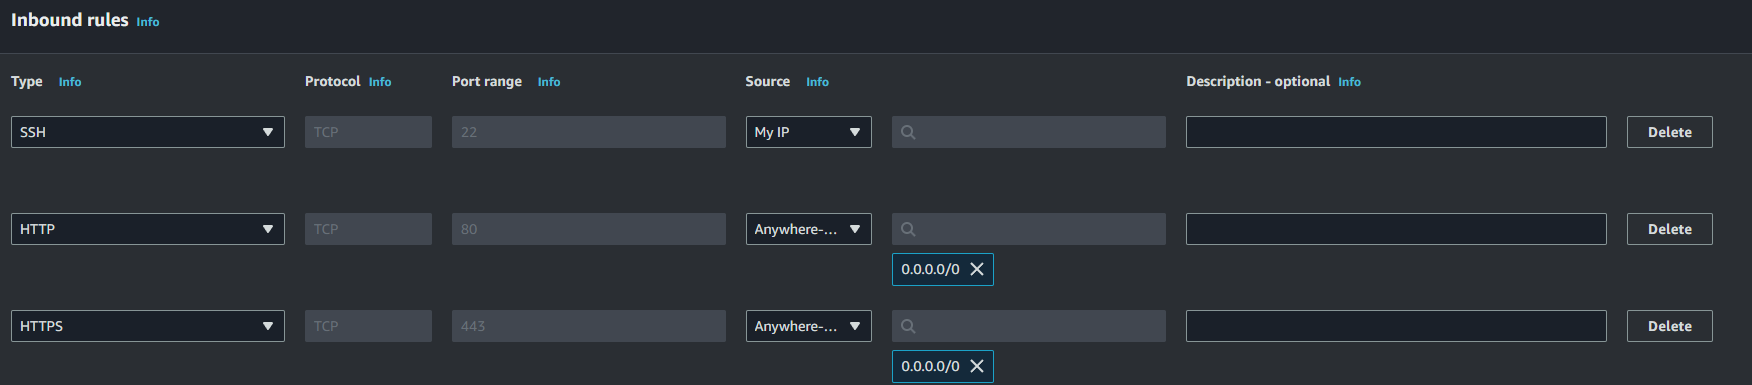 Inbound rules Info
Type Info Protocol Info Port range Info Source Info Description - optional Info
SSH TCP 22 My IP Delete
HTTP TCP 80 Anywhere-... Delete
0.0.0.0/0
HTTPS TCP 443 Anywhere-... Delete
0.0.0.0/0